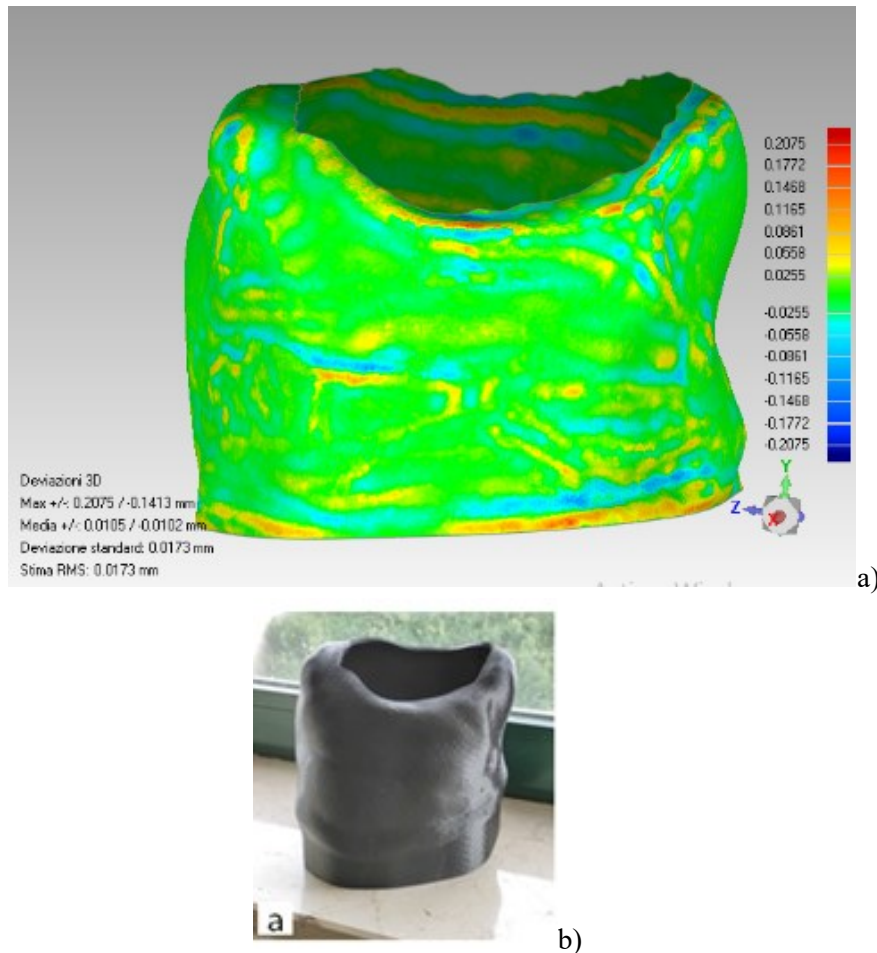 0.2075
0.1772
0.1468
0.1165
0.0861
0.0558
0.0255
-0.0255
-0.0558
-0.0861
-0.1165
-0.1468
-0.1772
-0.2075
Y
Z
X
Deviazioni 3D
Max +/-: 0.2075 / -0.1413 mm
Media +/-: 0.0105 / -0.0102 mm
Deviazione standard: 0.0173 mm
Stima RMS: 0.0173 mm
a)
a
b)